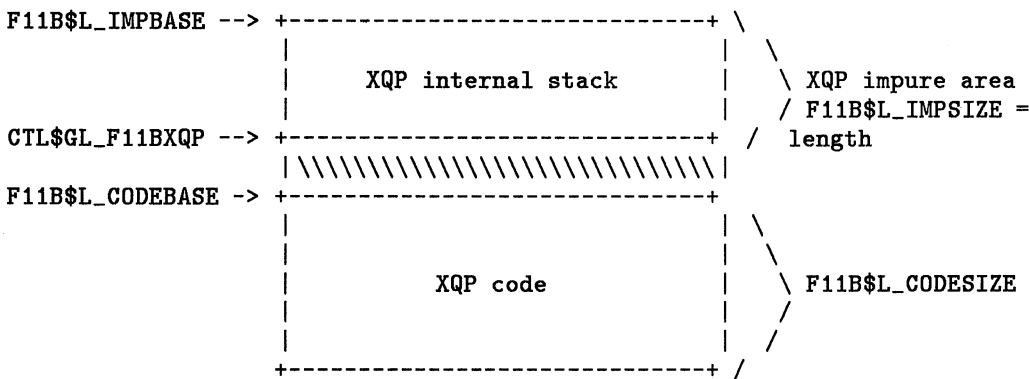 F11B$L_IMPBASE --> +------------------------------+ \
| | \
| XQP internal stack | \ XQP impure area
| | / F11B$L_IMPSIZE =
CTL$GL_F11BXQP --> +------------------------------+ / length
|\\\\\\\\\\\\\\\\\\\\\\\\\\\\\\|
F11B$L_CODEBASE -> +------------------------------+
| | \
| | \
| XQP code | \ F11B$L_CODESIZE
| | /
| | /
+------------------------------+ /